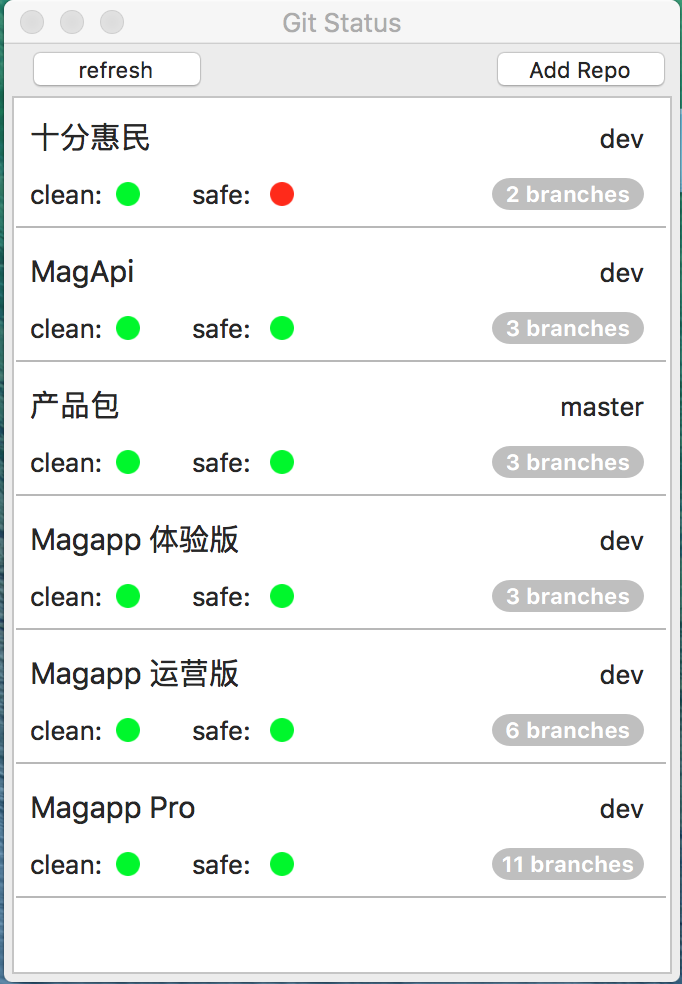 Git Status
refresh Add Repo
十分惠民 dev
clean: safe: 2 branches
MagApi dev
clean: safe: 3 branches
产品包 master
clean: safe: 3 branches
Magapp 体验版 dev
clean: safe: 3 branches
Magapp 运营版 dev
clean: safe: 6 branches
Magapp Pro dev
clean: safe: 11 branches